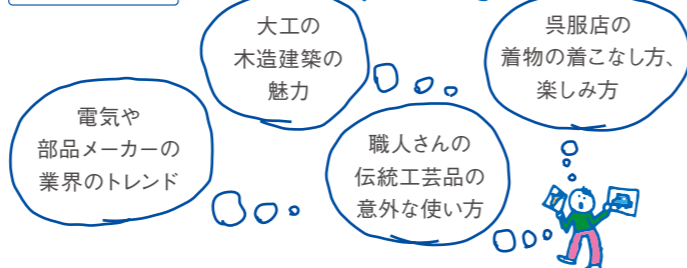 大工の
木造建築の
魅力
呉服店の
着物の着こなし方、
楽しみ方
電気や
部品メーカーの
業界のトレンド
職人さんの
伝統工芸品の
意外な使い方